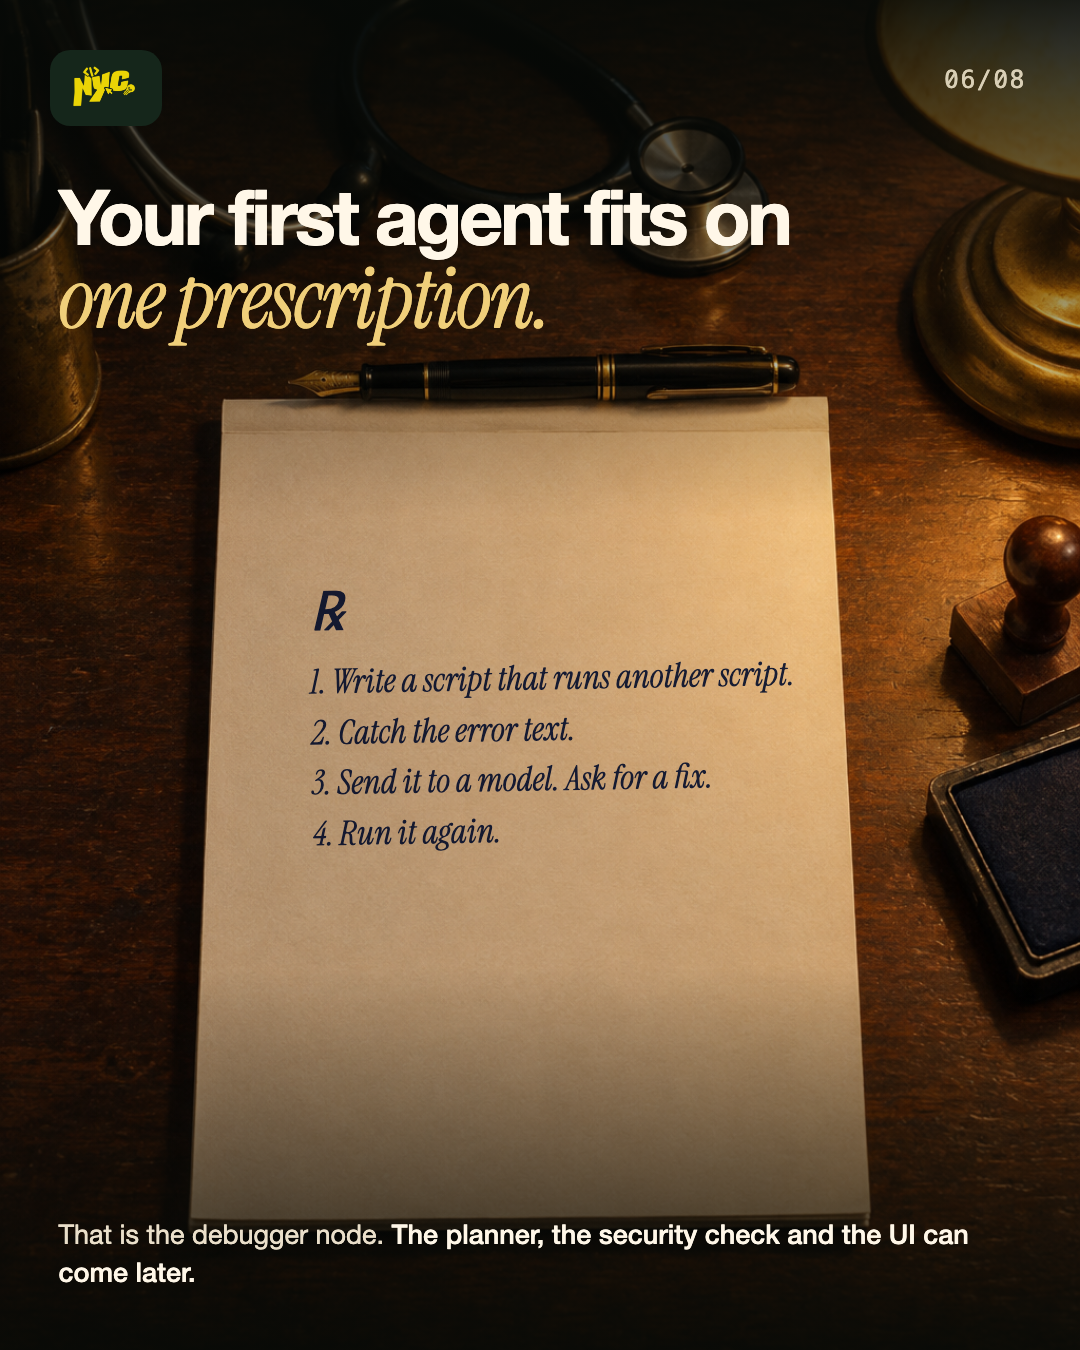 NYC
06/08
Your first agent fits on
one prescription.
℞
1. Write a script that runs another script.
2. Catch the error text.
3. Send it to a model. Ask for a fix.
4. Run it again.
That is the debugger node. The planner, the security check and the UI can
come later.